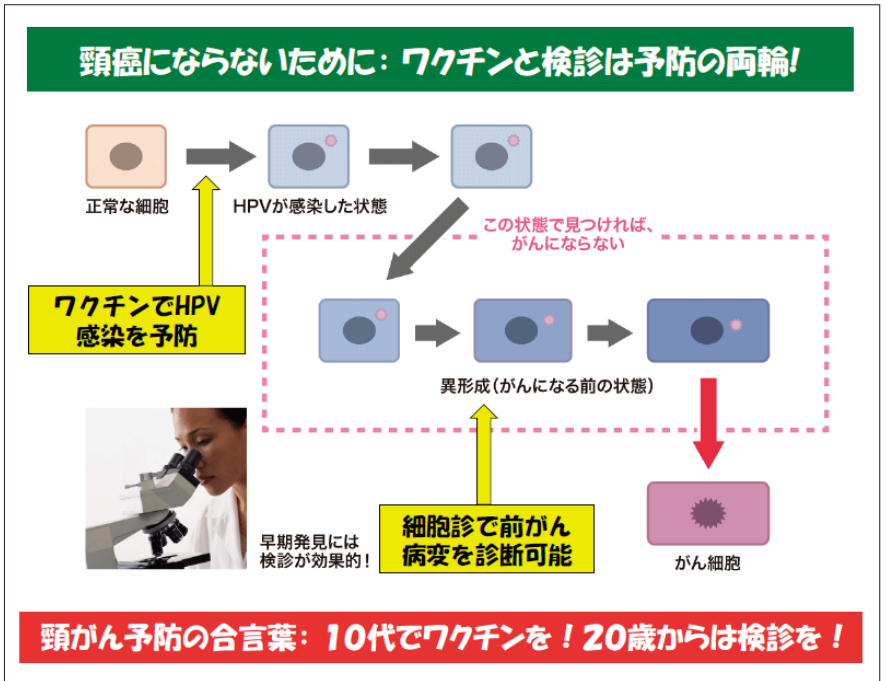 頸癌にならないために: ワクチンと検診は予防の両輪!
正常な細胞
HPVが感染した状態
この状態で見つければ、
がんにならない
ワクチンでHPV
感染を予防
異形成(がんになる前の状態)
早期発見には
検診が効果的!
細胞診で前がん
病変を診断可能
がん細胞
頸がん予防の合言葉: 10代でワクチンを!20歳からは検診を!